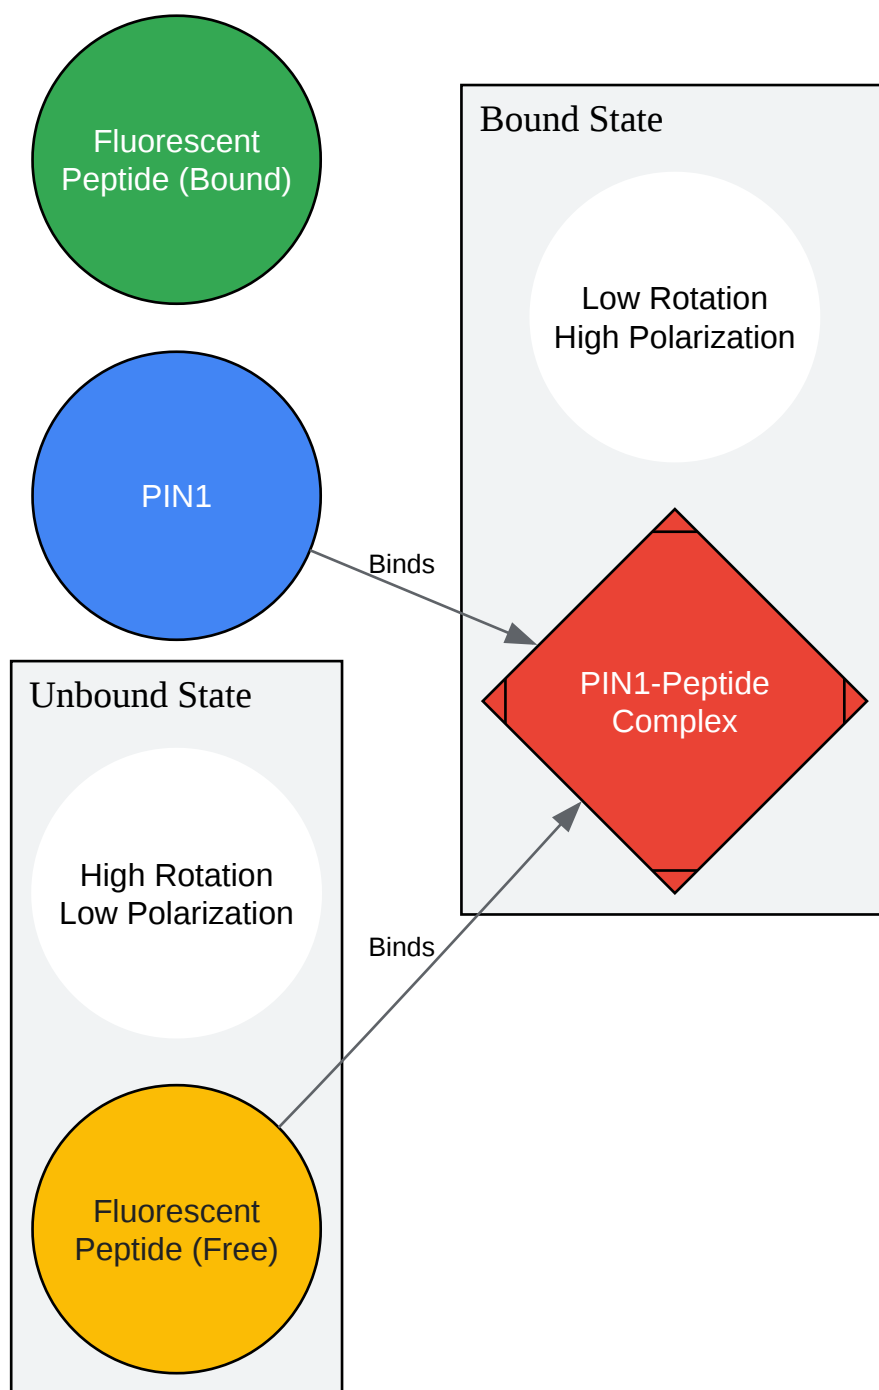 Fluorescent
Peptide (Bound)
PIN1
Binds
Unbound State
High Rotation
Low Polarization
Binds
Fluorescent
Peptide (Free)
Bound State
Low Rotation
High Polarization
PIN1-Peptide
Complex